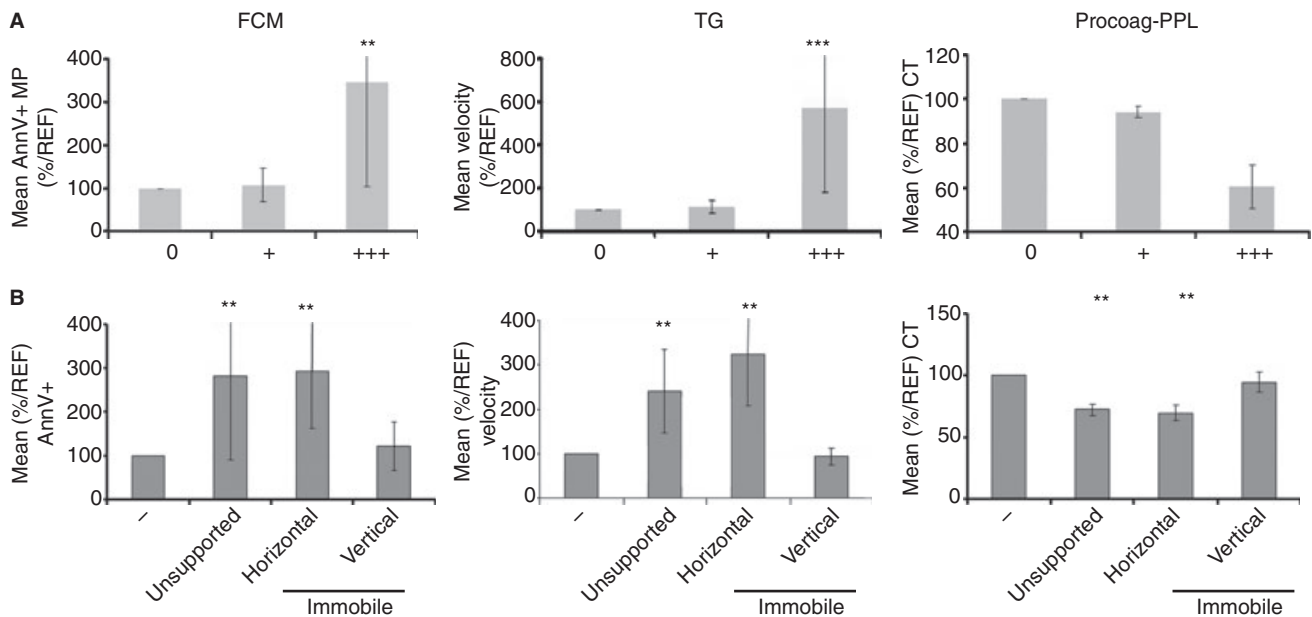 A
FCM
TG
Procoag-PPL
Mean AnnV+ MP
(%/REF)
400
300
200
100
0
**
0
+
+++
Mean velocity
(%/REF)
800
600
400
200
0
***
0
+
+++
Mean (%/REF) CT
120
100
80
60
40
0
+
+++
B
Mean (%/REF)
AnnV+
400
300
200
100
0
**
**
–
Unsupported
Horizontal
Vertical
Immobile
Mean (%/REF)
velocity
400
300
200
100
0
**
**
–
Unsupported
Horizontal
Vertical
Immobile
Mean (%/REF) CT
150
100
50
0
**
**
–
Unsupported
Horizontal
Vertical
Immobile